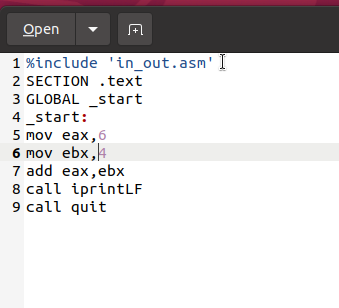 Open
1 %include 'in_out.asm'
2 SECTION .text
3 GLOBAL _start
4 _start:
5 mov eax,6
6 mov ebx,4
7 add eax,ebx
8 call iprintLF
9 call quit